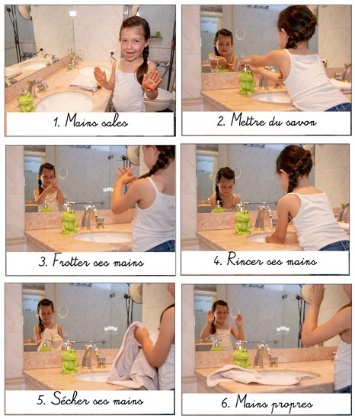 1. Mains sales
2. Mettre du savon
3. Frotter ses mains
4. Rincer ses mains
5. Sécher ses mains
6. Mains propres